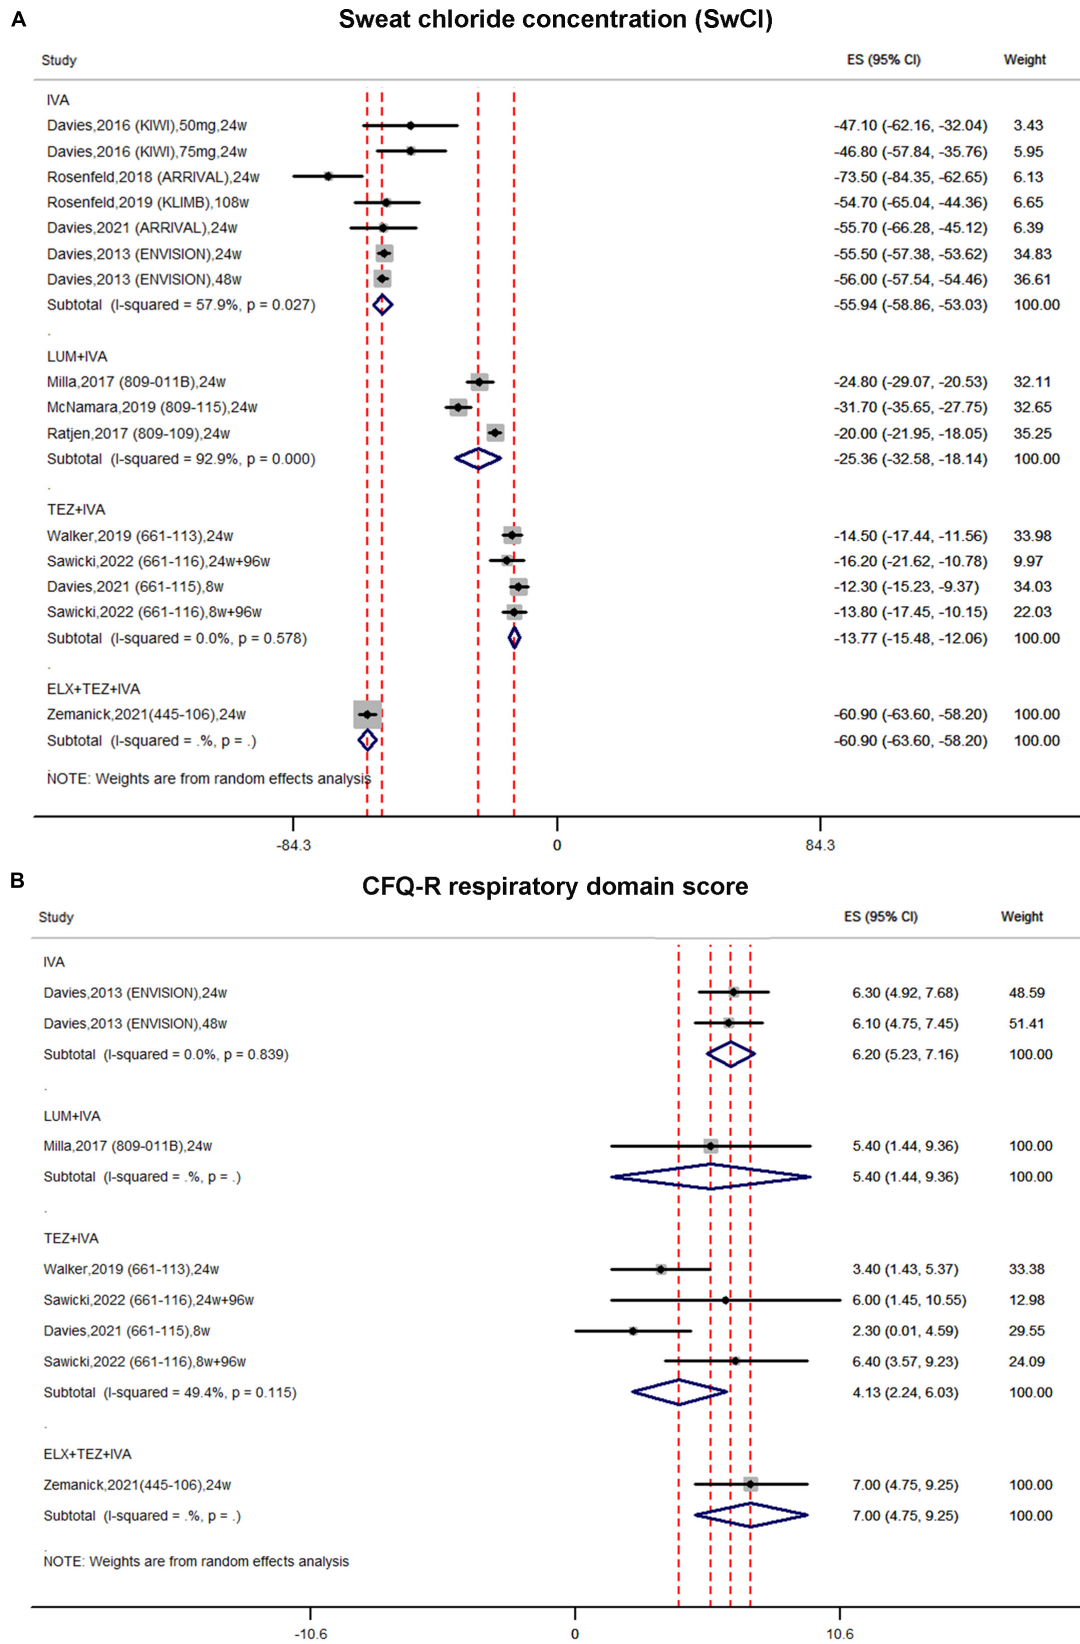 A
Sweat chloride concentration (SwCl)
Study ES (95% CI) Weight
IVA
Davies,2016 (KIWI),50mg,24w -47.10 (-62.16, -32.04) 3.43
Davies,2016 (KIWI),75mg,24w -46.80 (-57.84, -35.76) 5.95
Rosenfeld,2018 (ARRIVAL),24w -73.50 (-84.35, -62.65) 6.13
Rosenfeld,2019 (KLIMB),108w -54.70 (-65.04, -44.36) 6.65
Davies,2021 (ARRIVAL),24w -55.70 (-66.28, -45.12) 6.39
Davies,2013 (ENVISION),24w -55.50 (-57.38, -53.62) 34.83
Davies,2013 (ENVISION),48w -56.00 (-57.54, -54.46) 36.61
Subtotal (I-squared = 57.9%, p = 0.027) -55.94 (-58.86, -53.03) 100.00
.
LUM+IVA
Milla,2017 (809-011B),24w -24.80 (-29.07, -20.53) 32.11
McNamara,2019 (809-115),24w -31.70 (-35.65, -27.75) 32.65
Ratjen,2017 (809-109),24w -20.00 (-21.95, -18.05) 35.25
Subtotal (I-squared = 92.9%, p = 0.000) -25.36 (-32.58, -18.14) 100.00
.
TEZ+IVA
Walker,2019 (661-113),24w -14.50 (-17.44, -11.56) 33.98
Sawicki,2022 (661-116),24w+96w -16.20 (-21.62, -10.78) 9.97
Davies,2021 (661-115),8w -12.30 (-15.23, -9.37) 34.03
Sawicki,2022 (661-116),8w+96w -13.80 (-17.45, -10.15) 22.03
Subtotal (I-squared = 0.0%, p = 0.578) -13.77 (-15.48, -12.06) 100.00
.
ELX+TEZ+IVA
Zemanick,2021(445-106),24w -60.90 (-63.60, -58.20) 100.00
Subtotal (I-squared = .%, p = .) -60.90 (-63.60, -58.20) 100.00
.
NOTE: Weights are from random effects analysis
-84.3 0 84.3
B
CFQ-R respiratory domain score
Study ES (95% CI) Weight
IVA
Davies,2013 (ENVISION),24w 6.30 (4.92, 7.68) 48.59
Davies,2013 (ENVISION),48w 6.10 (4.75, 7.45) 51.41
Subtotal (I-squared = 0.0%, p = 0.839) 6.20 (5.23, 7.16) 100.00
.
LUM+IVA
Milla,2017 (809-011B),24w 5.40 (1.44, 9.36) 100.00
Subtotal (I-squared = .%, p = .) 5.40 (1.44, 9.36) 100.00
.
TEZ+IVA
Walker,2019 (661-113),24w 3.40 (1.43, 5.37) 33.38
Sawicki,2022 (661-116),24w+96w 6.00 (1.45, 10.55) 12.98
Davies,2021 (661-115),8w 2.30 (0.01, 4.59) 29.55
Sawicki,2022 (661-116),8w+96w 6.40 (3.57, 9.23) 24.09
Subtotal (I-squared = 49.4%, p = 0.115) 4.13 (2.24, 6.03) 100.00
.
ELX+TEZ+IVA
Zemanick,2021(445-106),24w 7.00 (4.75, 9.25) 100.00
Subtotal (I-squared = .%, p = .) 7.00 (4.75, 9.25) 100.00
.
NOTE: Weights are from random effects analysis
-10.6 0 10.6